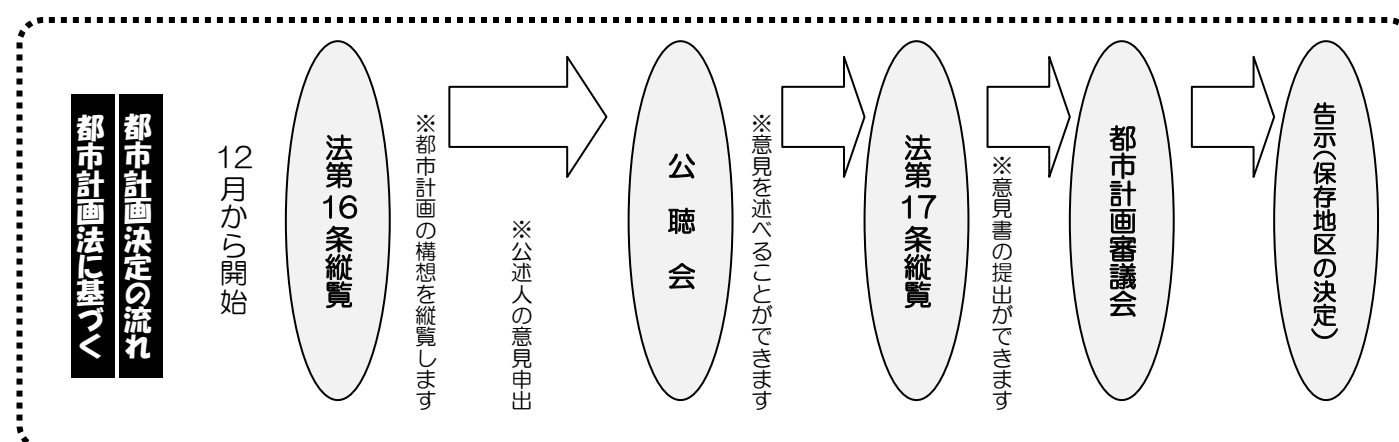 都市計画法に基づく
都市計画決定の流れ
12月から開始
法第16条縦覧
※都市計画の構想を縦覧します
※公述人の意見申出
公聴会
※意見を述べることができます
法第17条縦覧
※意見書の提出ができます
都市計画審議会
告示(保存地区の決定)